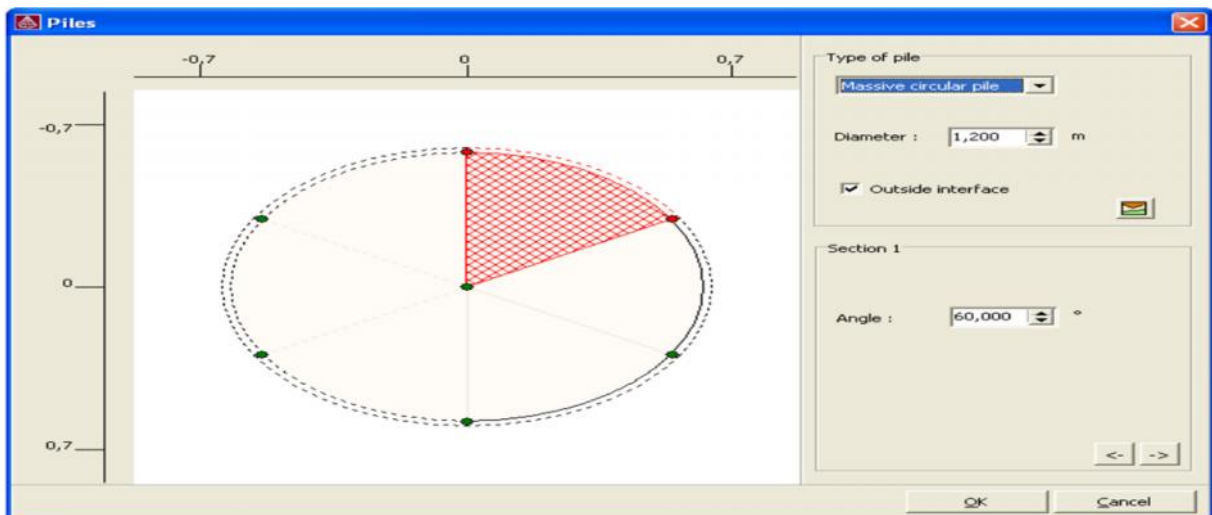 Piles
-0,7 0 0,7
-0,7
0
0,7
Type of pile
Massive circular pile
Diameter : 1,200 m
Outside interface
Section 1
Angle : 60,000 °
<- ->
OK Cancel